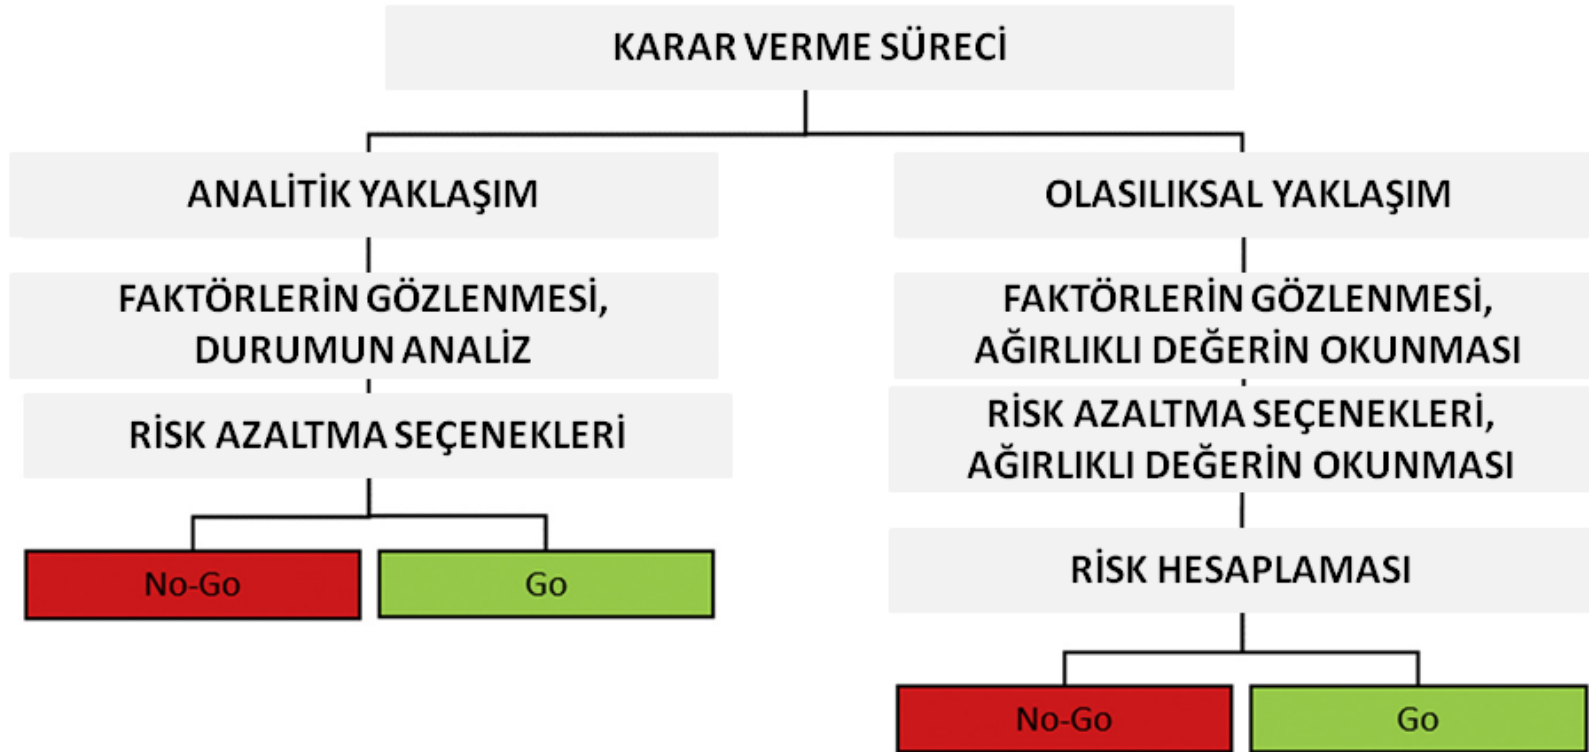 KARAR VERME SÜRECİ
ANALİTİK YAKLAŞIM
FAKTÖRLERİN GÖZLENMESİ,
DURUMUN ANALİZ
RİSK AZALTMA SEÇENEKLERİ
No-Go
Go
OLASILIKSAL YAKLAŞIM
FAKTÖRLERİN GÖZLENMESİ,
AĞIRLIKLI DEĞERİN OKUNMASI
RİSK AZALTMA SEÇENEKLERİ,
AĞIRLIKLI DEĞERİN OKUNMASI
RİSK HESAPLAMASI
No-Go
Go